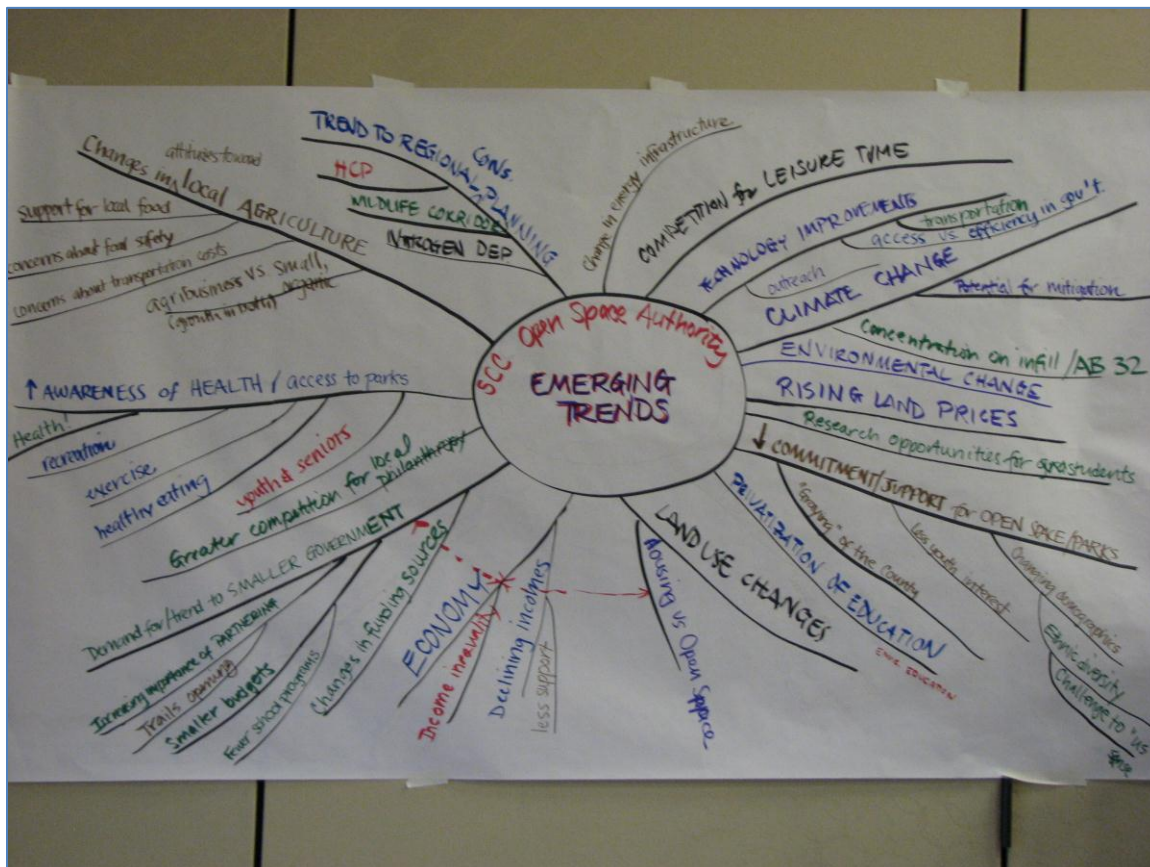 SCC Open Space Authority
EMERGING
TRENDS
TREND TO REGIONAL CONS.
PLANNING
HCP
WILDLIFE CORRIDOR
NITROGEN DEP
Change in energy infrastructure
COMPETITION for LEISURE TIME
TECHNOLOGY IMPROVEMENTS
transportation
access vs efficiency in gov't.
outreach
CLIMATE CHANGE
Potential for mitigation
Concentration on infill / AB 32
ENVIRONMENTAL CHANGE
RISING LAND PRICES
Research opportunities for students
↓ COMMITMENT/SUPPORT for OPEN SPACE/PARKS
"Graying" of the County
Less youth interest
Changing demographics
Ethnic diversity
Challenge to "us
PRIVATIZATION OF EDUCATION
EDUCATION
LAND USE CHANGES
Housing vs Open Space
Declining incomes
less support
ECONOMY
Income inequality
Changes in funding sources
Demand for/trend to SMALLER GOVERNMENT
Increasing importance of PARTNERING
Trails opening
Smaller budgets
Fewer school programs
Greater competition for local
philanthropy
↑ AWARENESS of HEALTH / access to parks
Health!
recreation
exercise
healthy eating
youth & seniors
attitudes toward
Changes in local AGRICULTURE
support for local food
concerns about food safety
concerns about transportation costs
agribusiness vs. small,
organic
(growth in both)